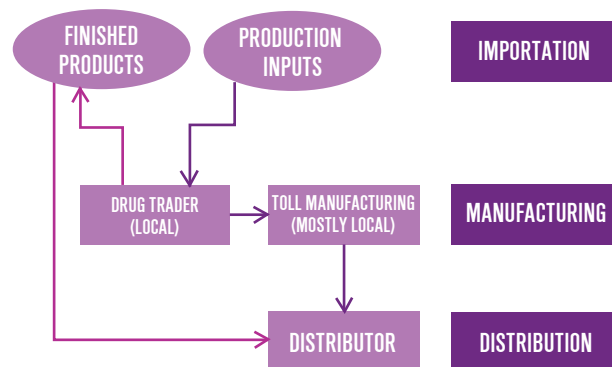 FINISHED
PRODUCTS
PRODUCTION
INPUTS
IMPORTATION
DRUG TRADER
(LOCAL)
TOLL MANUFACTURING
(MOSTLY LOCAL)
MANUFACTURING
DISTRIBUTOR
DISTRIBUTION